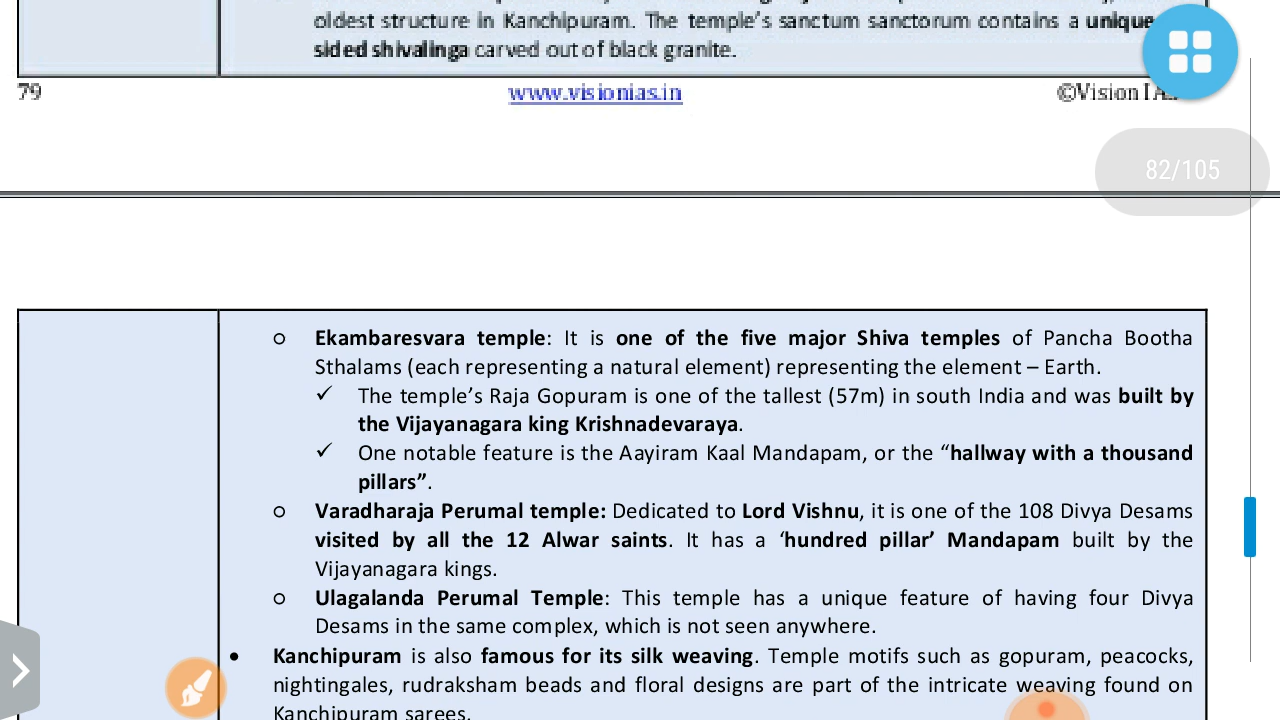 oldest structure in Kanchipuram. The temple's sanctum sanctorum contains a unique
sided shivalinga carved out of black granite.
79 www.visionias.in ©Vision
82/105
o Ekambaresvara temple: It is one of the five major Shiva temples of Pancha Bootha
Sthalams (each representing a natural element) representing the element – Earth.
✓ The temple's Raja Gopuram is one of the tallest (57m) in south India and was built by
the Vijayanagara king Krishnadevaraya.
✓ One notable feature is the Aayiram Kaal Mandapam, or the “hallway with a thousand
pillars”.
o Varadharaja Perumal temple: Dedicated to Lord Vishnu, it is one of the 108 Divya Desams
visited by all the 12 Alwar saints. It has a ‘hundred pillar’ Mandapam built by the
Vijayanagara kings.
o Ulagalanda Perumal Temple: This temple has a unique feature of having four Divya
Desams in the same complex, which is not seen anywhere.
• Kanchipuram is also famous for its silk weaving. Temple motifs such as gopuram, peacocks,
nightingales, rudraksham beads and floral designs are part of the intricate weaving found on
Kanchipuram sarees.